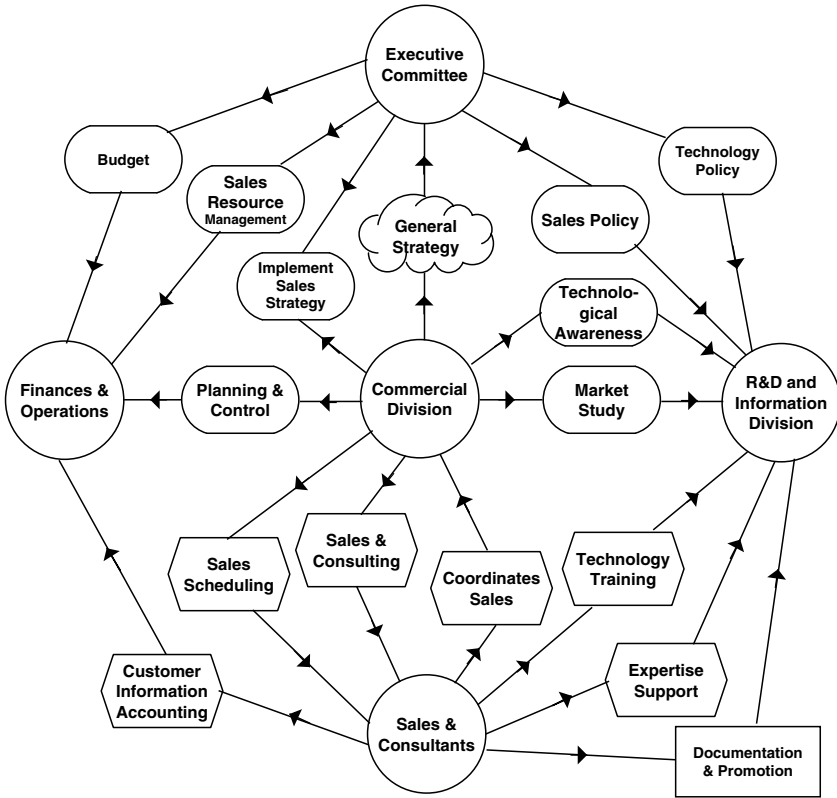 Executive
Committee
Budget
Technology
Policy
Sales
Resource
Management
Sales Policy
General
Strategy
Implement
Sales
Strategy
Technolo-
gical
Awareness
Finances &
Operations
Planning &
Control
Commercial
Division
Market
Study
R&D and
Information
Division
Sales
Scheduling
Sales &
Consulting
Coordinates
Sales
Technology
Training
Customer
Information
Accounting
Expertise
Support
Sales &
Consultants
Documentation
& Promotion